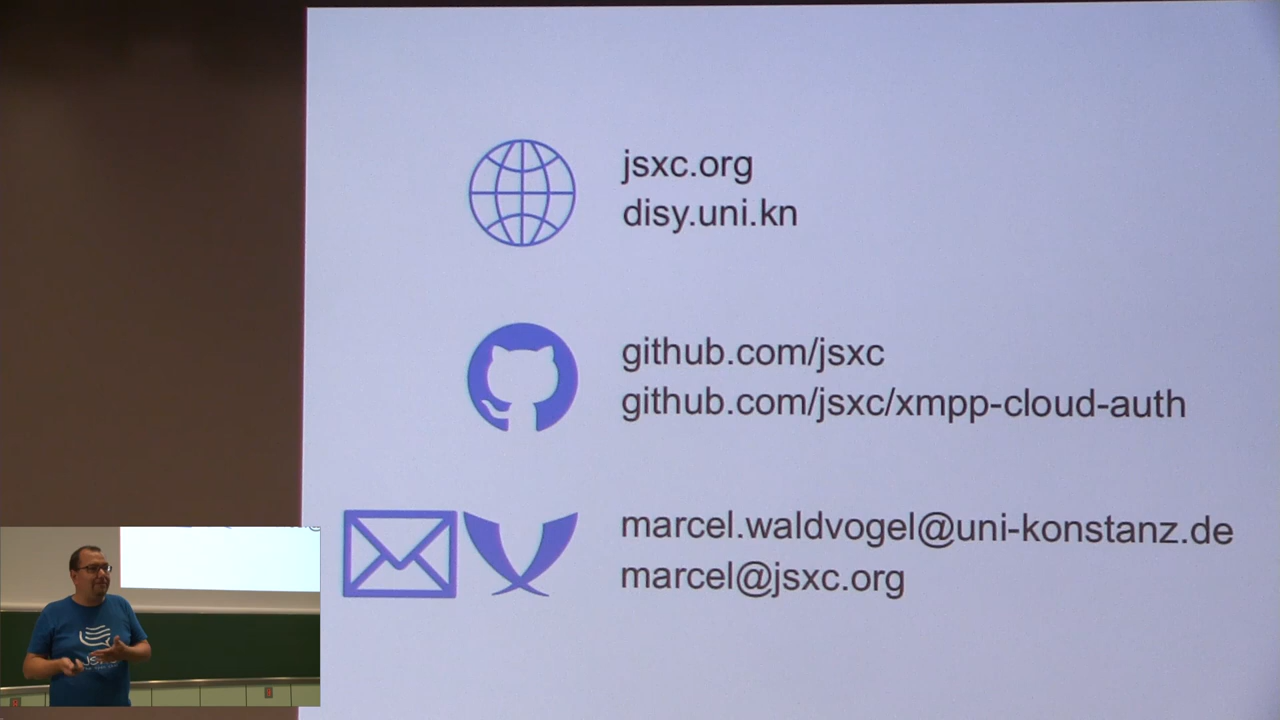 jsxc.org
disy.uni.kn
github.com/jsxc
github.com/jsxc/xmpp-cloud-auth
marcel.waldvogel@uni-konstanz.de
marcel@jsxc.org